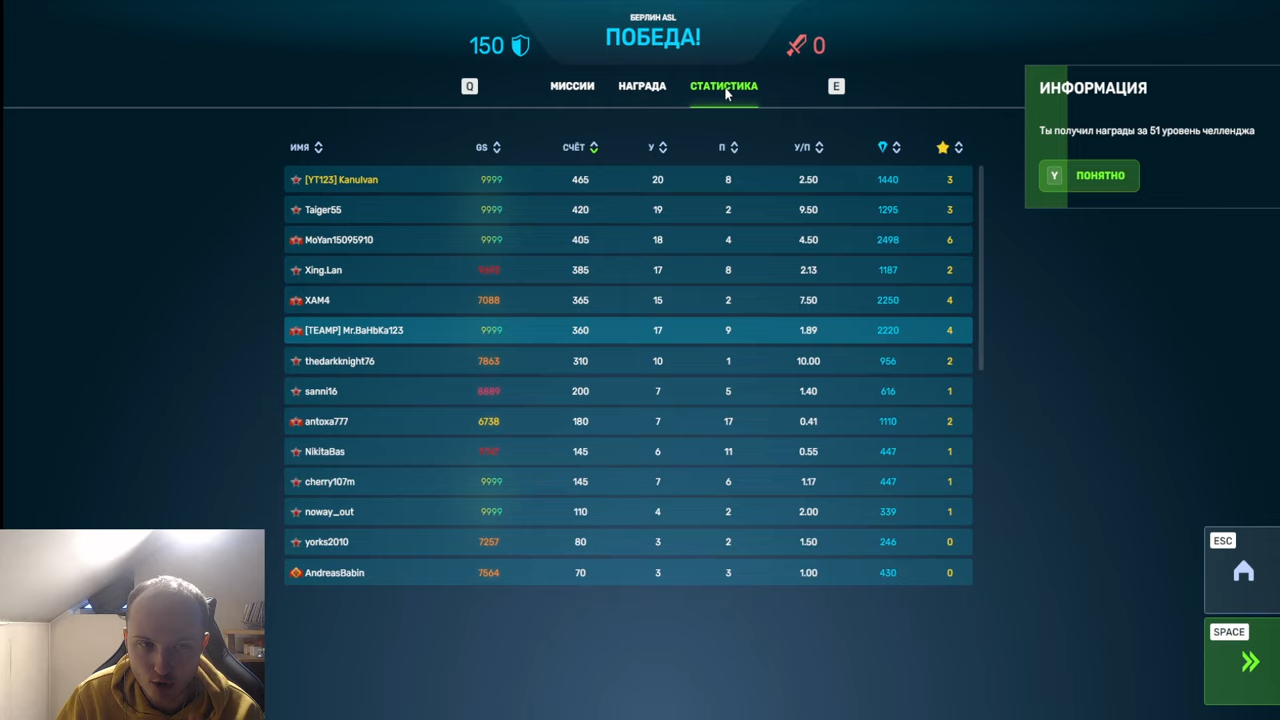 БЕРЛИН ASL
150 ПОБЕДА! 0
Q МИССИИ НАГРАДА СТАТИСТИКА E
ИНФОРМАЦИЯ
Ты получил награды за 51 уровень челленджа
Y ПОНЯТНО
ИМЯ GS СЧЁТ У П У/П
[YT123] KanuIvan 9999 465 20 8 2.50 1440 3
Taiger55 9999 420 19 2 9.50 1295 3
MoYan15095910 9999 405 18 4 4.50 2498 6
Xing.Lan 385 17 8 2.13 1187 2
XAM4 7088 365 15 2 7.50 2250 4
[TEAMP] Mr.BaHbKa123 9999 360 17 9 1.89 2220 4
thedarkknight76 7863 310 10 1 10.00 956 2
sanni16 8889 200 7 5 1.40 616 1
antoxa777 6738 180 7 17 0.41 1110 2
NikitaBas 145 6 11 0.55 447 1
cherry107m 9999 145 7 6 1.17 447 1
noway_out 9999 110 4 2 2.00 339 1
yorks2010 7257 80 3 2 1.50 246 0
AndreasBabin 7564 70 3 3 1.00 430 0
ESC
SPACE